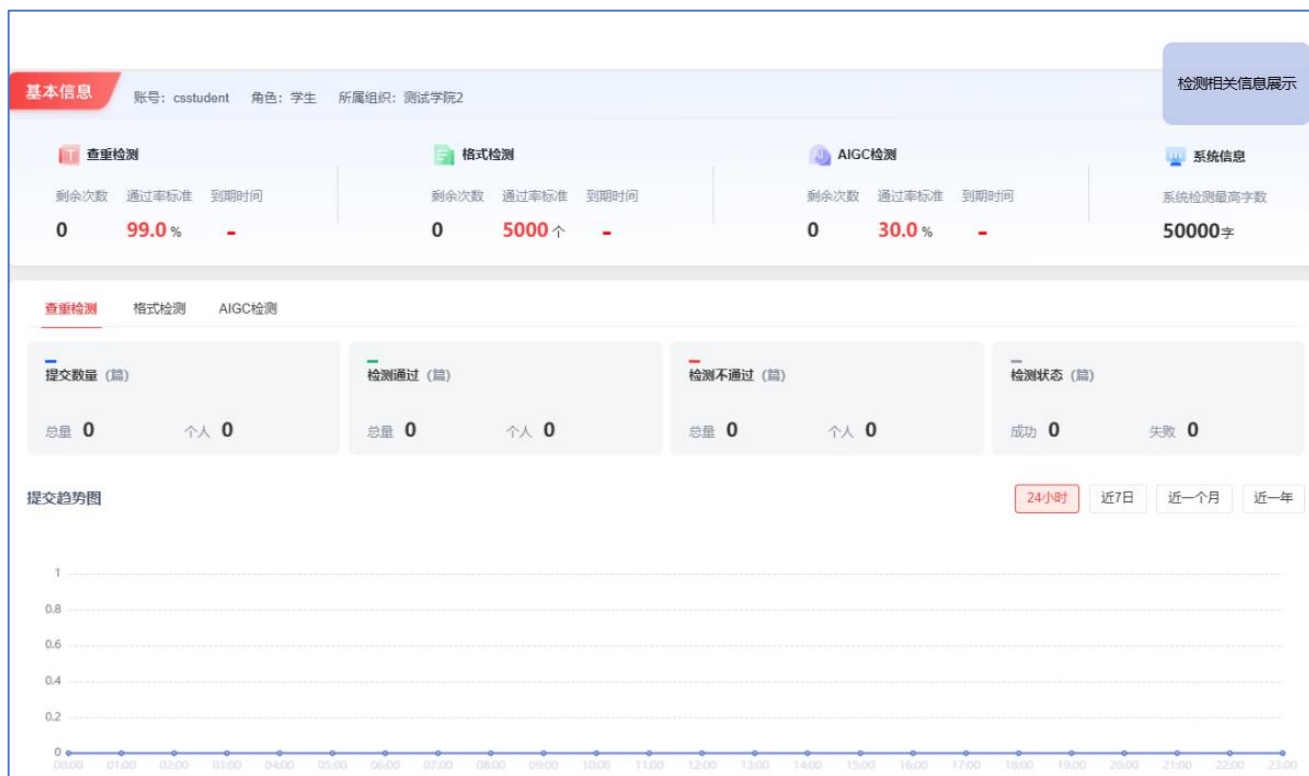 检测相关信息展示
基本信息 账号：csstudent 角色：学生 所属组织：测试学院2
查重检测 格式检测 AIGC检测 系统信息
剩余次数 通过率标准 到期时间 剩余次数 通过率标准 到期时间 剩余次数 通过率标准 到期时间 系统检测最高字数
0 99.0 % - 0 5000 个 - 0 30.0 % - 50000字
查重检测 格式检测 AIGC检测
提交数量（篇） 检测通过（篇） 检测不通过（篇） 检测状态（篇）
总量 0 个人 0 总量 0 个人 0 总量 0 个人 0 成功 0 失败 0
提交趋势图 24小时 近7日 近一个月 近一年
1
0.8
0.6
0.4
0.2
0
00:00 01:00 02:00 03:00 04:00 05:00 06:00 07:00 08:00 09:00 10:00 11:00 12:00 13:00 14:00 15:00 16:00 17:00 18:00 19:00 20:00 21:00 22:00 23:00